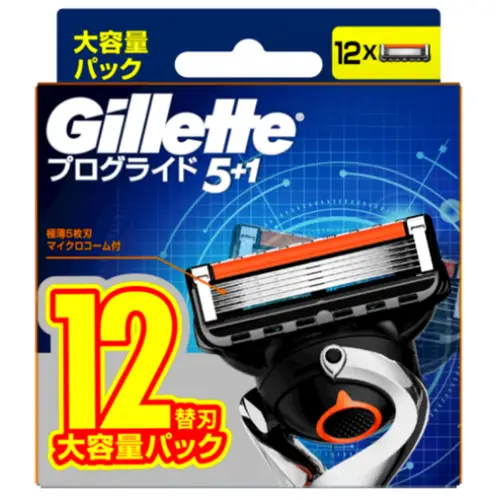 大容量
パック
12×
Gillette®
プログライド 5+1
極薄5枚刃
マイクロコーム付
12
替刃
大容量パック